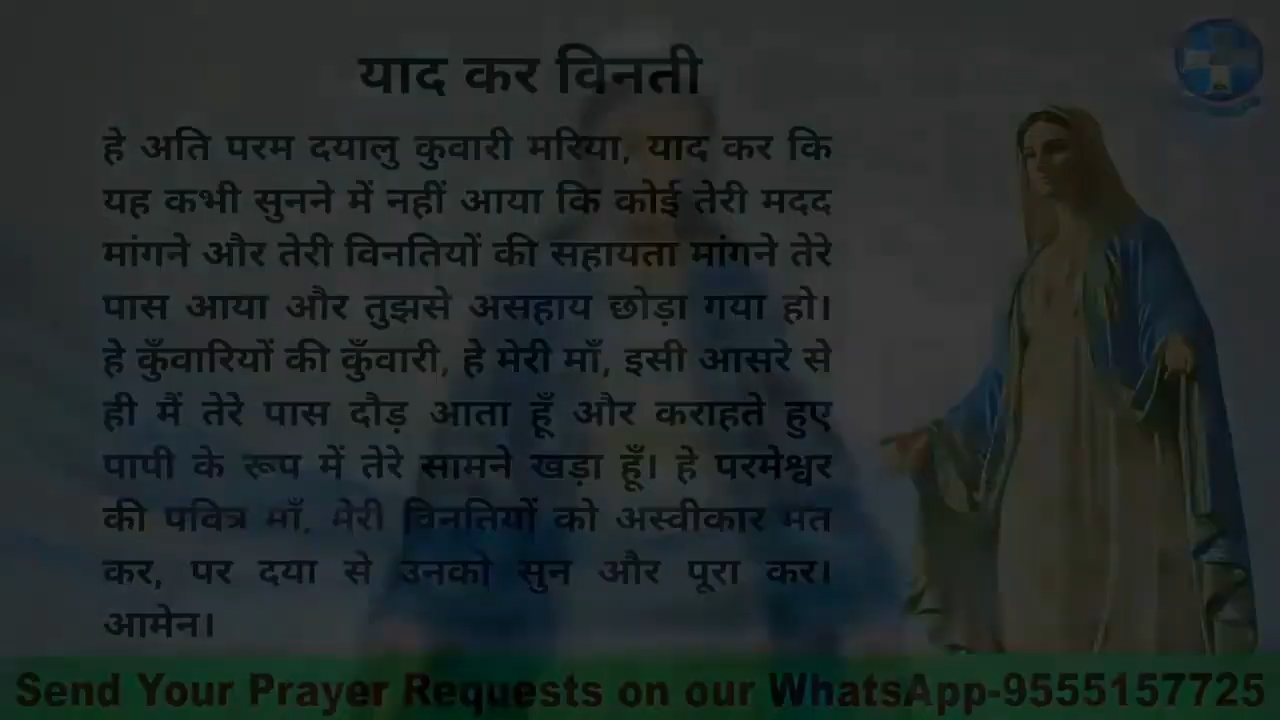 याद कर विनती
हे अति परम दयालु कुवारी मरिया, याद कर कि
यह कभी सुनने में नहीं आया कि कोई तेरी मदद
मांगने और तेरी विनतियों की सहायता मांगने तेरे
पास आया और तुझसे असहाय छोड़ा गया हो।
हे कुँवारियों की कुँवारी, हे मेरी माँ, इसी आसरे से
ही मैं तेरे पास दौड़ आता हूँ और कराहते हुए
पापी के रूप में तेरे सामने खड़ा हूँ। हे परमेश्वर
की पवित्र माँ, मेरी विनतियों को अस्वीकार मत
कर, पर दया से उनको सुन और पूरा कर।
आमेन।
Send Your Prayer Requests on our WhatsApp-9555157725